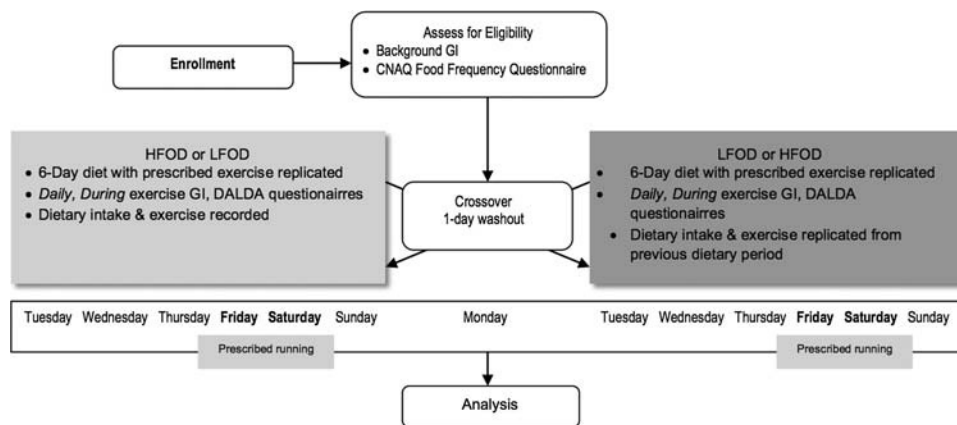 Assess for Eligibility
• Background GI
• CNAQ Food Frequency Questionnaire
Enrollment
HFOD or LFOD
• 6-Day diet with prescribed exercise replicated
• Daily, During exercise GI, DALDA questionairres
• Dietary intake & exercise recorded
Crossover
1-day washout
LFOD or HFOD
• 6-Day diet with prescribed exercise replicated
• Daily, During exercise GI, DALDA
questionairres
• Dietary intake & exercise replicated from
previous dietary period
Tuesday Wednesday Thursday Friday Saturday Sunday Monday Tuesday Wednesday Thursday Friday Saturday Sunday
Prescribed running Prescribed running
Analysis